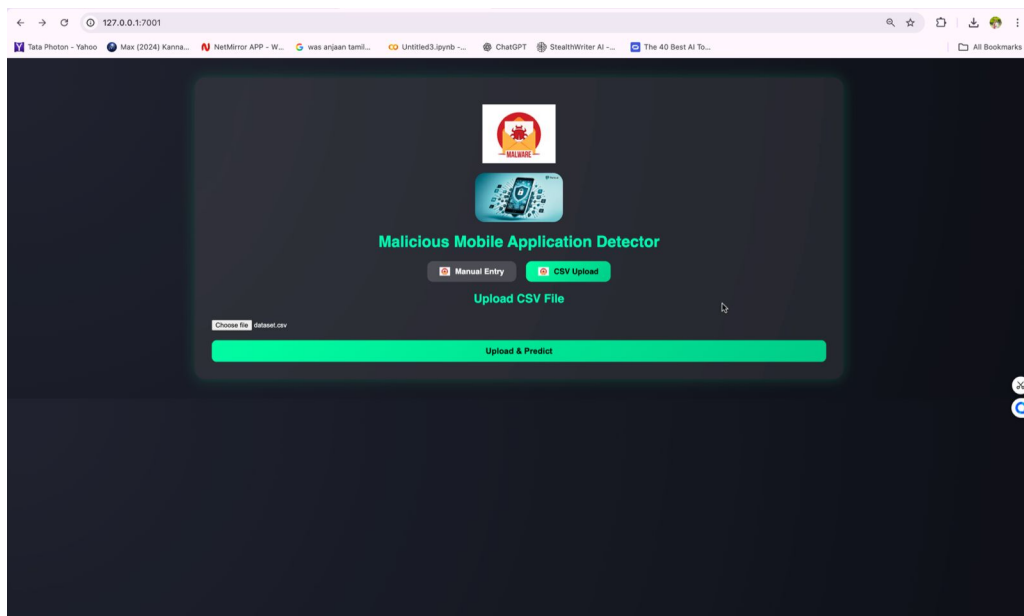 127.0.0.1:7001
Tata Photon - Yahoo
Max (2024) Kanna...
NetMirror APP - W...
was anjaan tamil...
Untitled3.ipynb -...
ChatGPT
StealthWriter AI -...
The 40 Best AI To...
All Bookmarks
MALWARE
Malicious Mobile Application Detector
Manual Entry
CSV Upload
Upload CSV File
Choose file dataset.csv
Upload & Predict